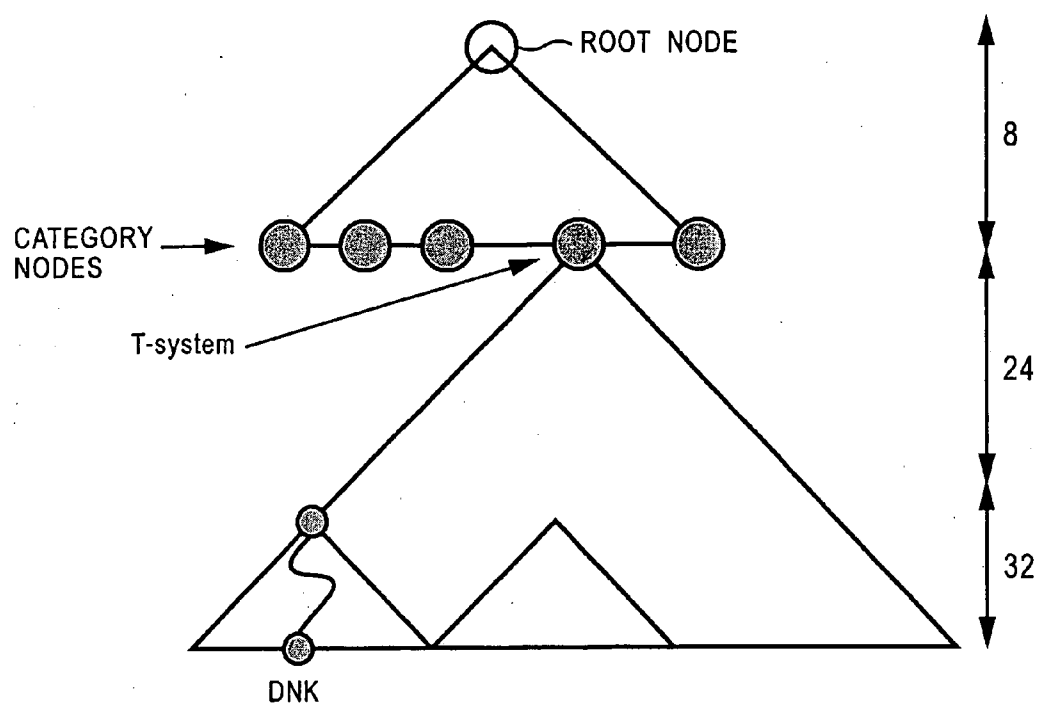 ROOT NODE
8
CATEGORY
NODES
T-system
24
32
DNK